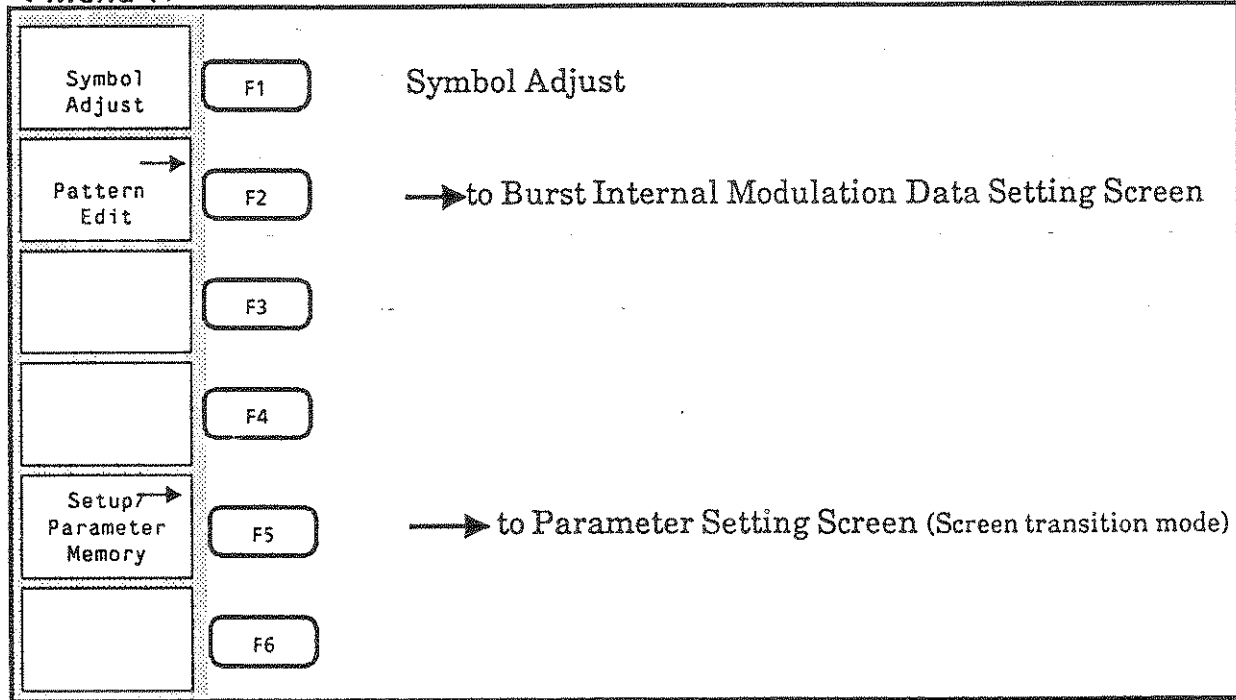 Symbol
Adjust
F1
Symbol Adjust
→
Pattern
Edit
F2
→to Burst Internal Modulation Data Setting Screen
F3
F4
Setup/→
Parameter
Memory
F5
→ to Parameter Setting Screen (Screen transition mode)
F6